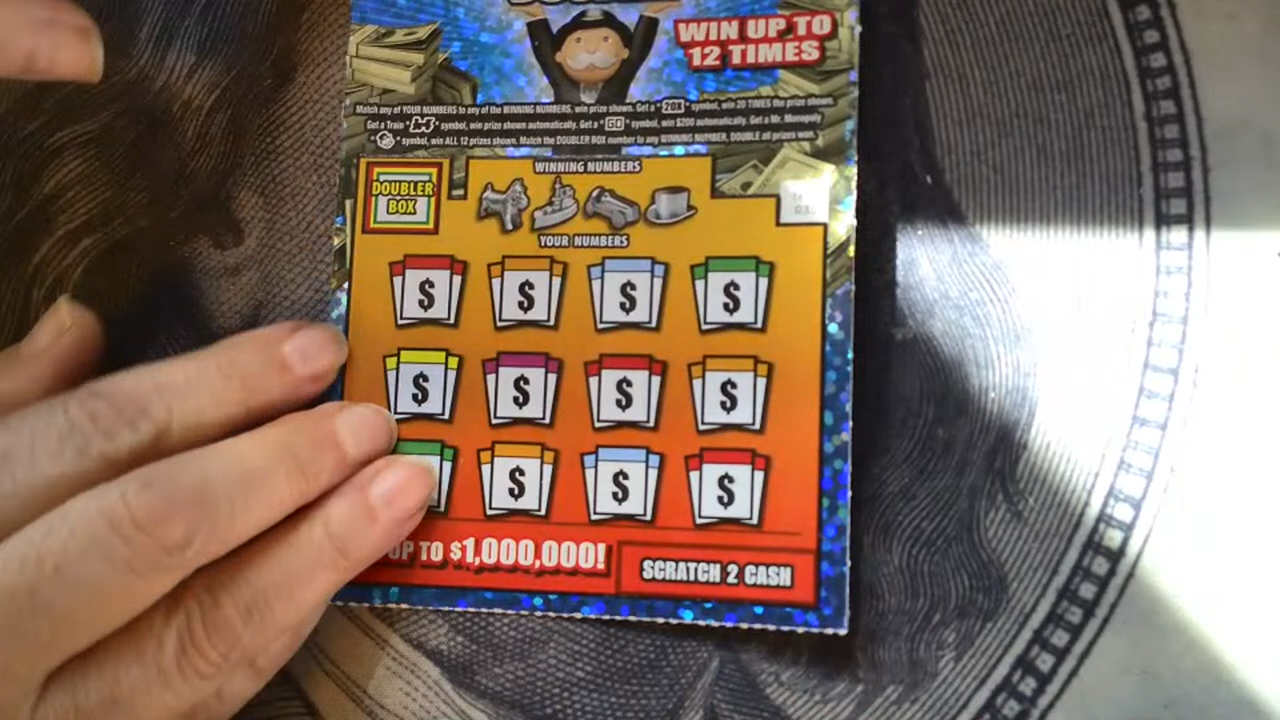 WIN UP TO
12 TIMES
Match any of YOUR NUMBERS to any of the WINNING NUMBERS, win prize shown. Get a "20X" symbol, win 20 TIMES the prize shown.
Get a Train " " symbol, win prize shown automatically. Get a "GO" symbol, win $200 automatically. Get a Mr. Monopoly
" " symbol, win ALL 12 prizes shown. Match the DOUBLER BOX number to any WINNING NUMBER, DOUBLE all prizes won.
WINNING NUMBERS
DOUBLER
BOX
YOUR NUMBERS
$ $ $ $
$ $ $ $
$ $ $
UP TO $1,000,000!
SCRATCH 2 CASH